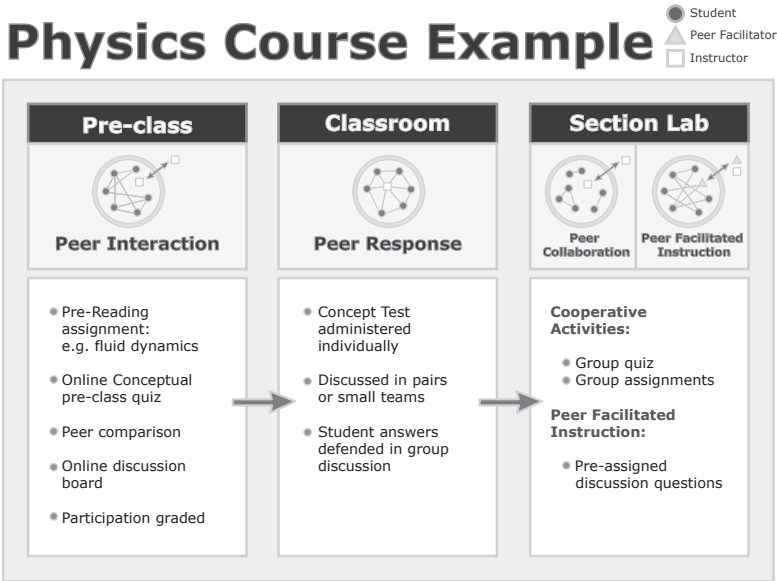 Physics Course Example
Student
Peer Facilitator
Instructor
Pre-class
Peer Interaction
Pre-Reading
assignment:
e.g. fluid dynamics
Online Conceptual
pre-class quiz
Peer comparison
Online discussion
board
Participation graded
Classroom
Peer Response
Concept Test
administered
individually
Discussed in pairs
or small teams
Student answers
defended in group
discussion
Section Lab
Peer
Collaboration
Peer Facilitated
Instruction
Cooperative
Activities:
Group quiz
Group assignments
Peer Facilitated
Instruction:
Pre-assigned
discussion questions